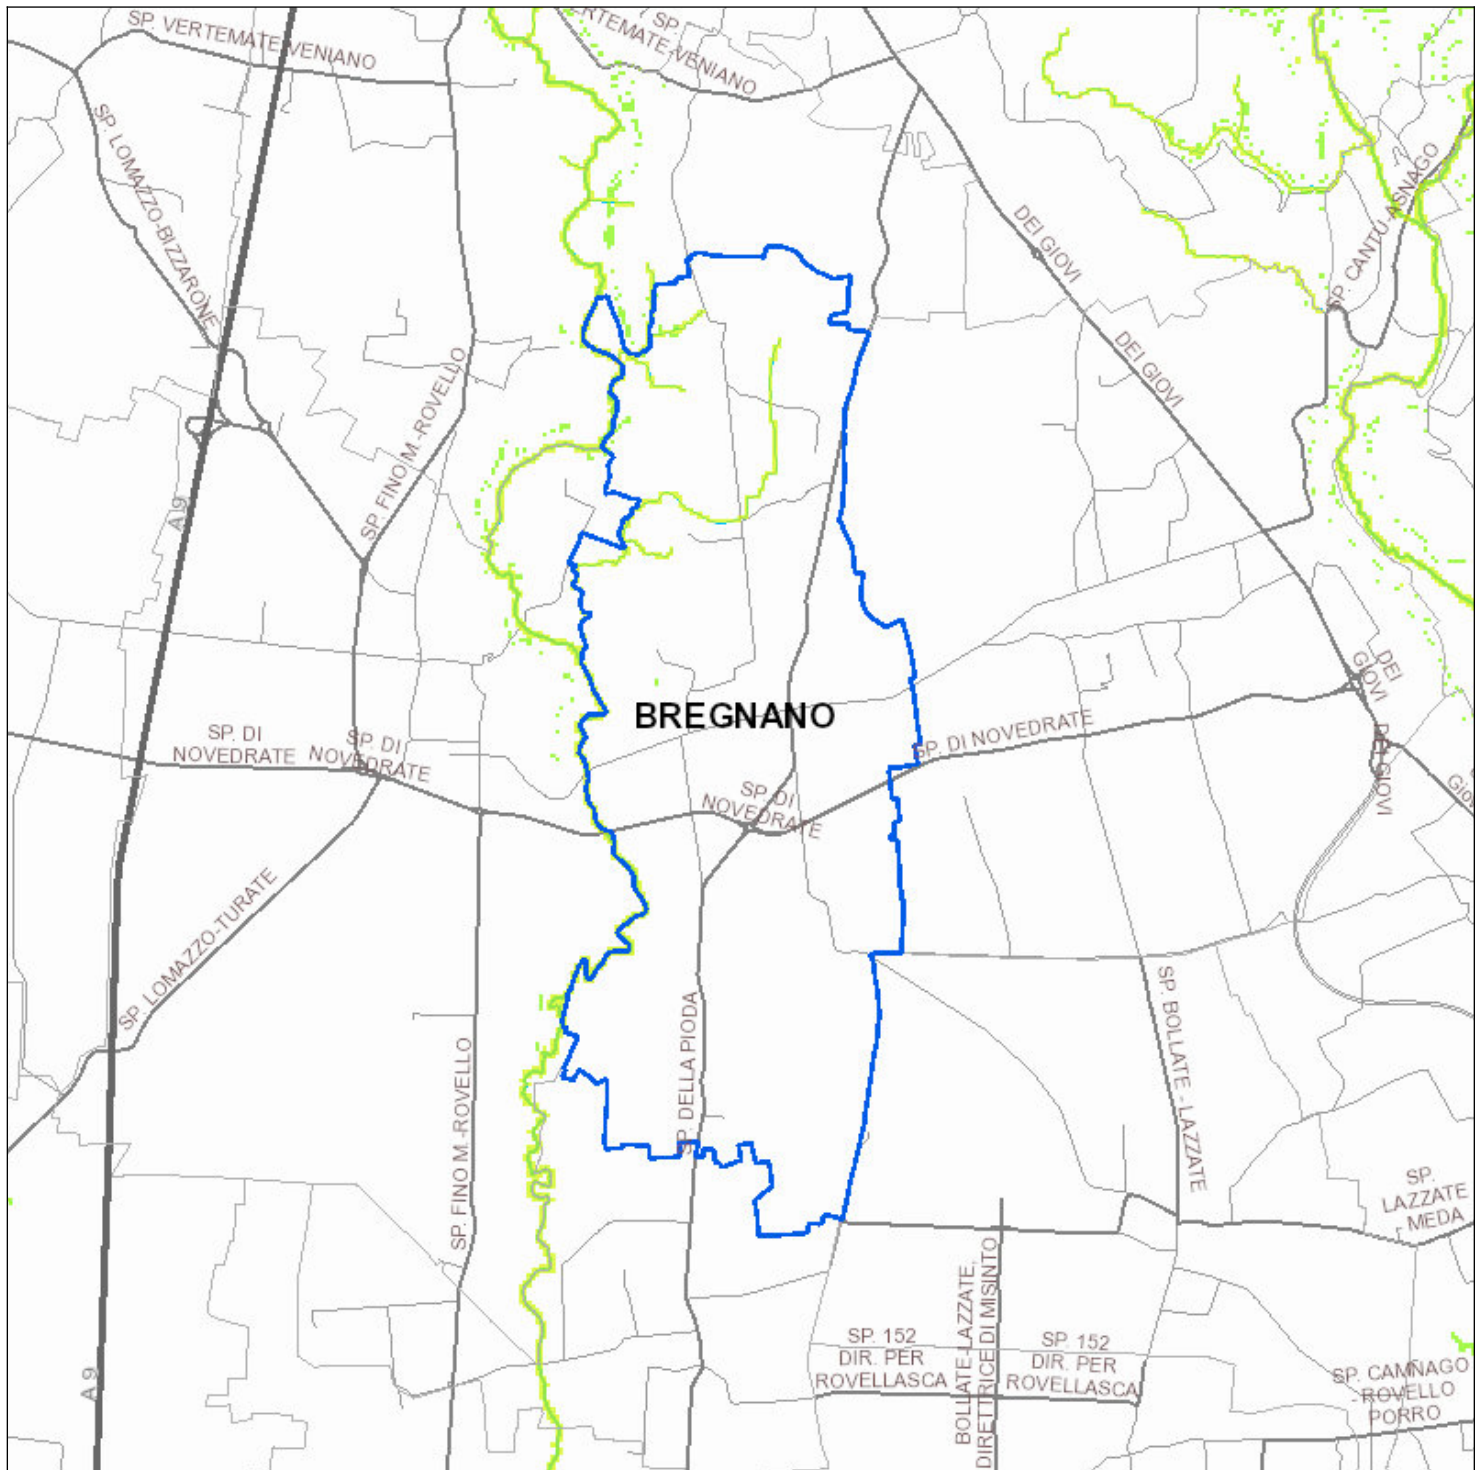 SP. VERTEMATE-VENIANO
SP.
VERTEMATE-VENIANO
SP. LOMAZZO-BIZZARONE
DEI GIOVI
SP. CANTU'-ASNAGO
DEI GIOVI
SP. FINO M.-ROVELLO
A 9
DEI
GIOVI
DEI GIOVI
BREGNANO
SP. DI
NOVEDRATE
SP. DI
NOVEDRATE
SP. DI NOVEDRATE
SP. DI
NOVEDRATE
SP. LOMAZZO-TURATE
SP. FINO M.-ROVELLO
SP. DELLA PIODA
SP. BOLLATE - LAZZATE
SP.
LAZZATE
- MEDA
BOLLATE-LAZZATE,
DIRETTRICE DI MISINTO
SP. 152
DIR. PER
ROVELLASCA
SP. 152
DIR. PER
ROVELLASCA
SP. CAMNAGO
- ROVELLO
PORRO
A 9